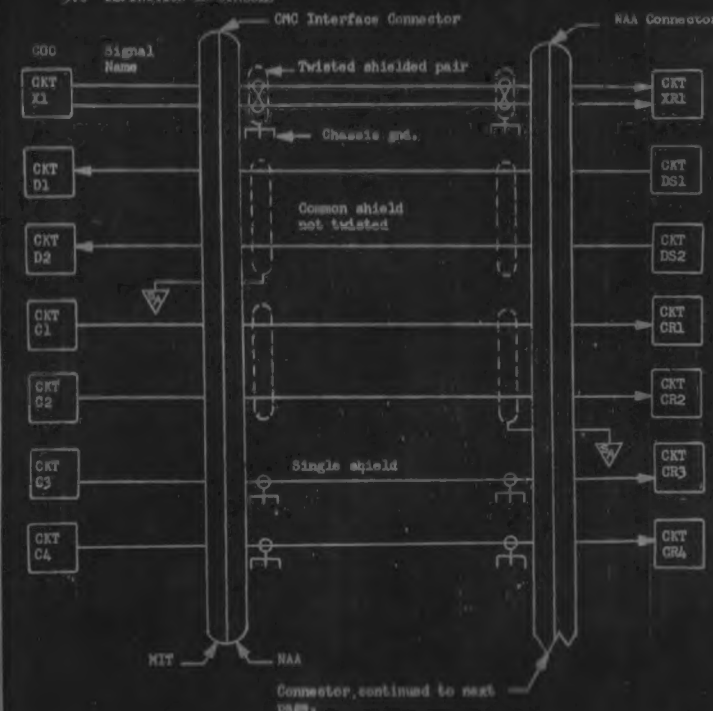 CMC Interface Connector
NAA Connector
Signal
Name
Twisted shielded pair
CKT
X1
CKT
XR1
Chassis gnd.
CKT
D1
CKT
DS1
Common shield
not twisted
CKT
D2
CKT
DS2
CKT
C1
CKT
CR1
CKT
C2
CKT
CR2
Single shield
CKT
C3
CKT
CR3
CKT
C4
CKT
CR4
MIT
NAA
Connector, continued to next
page.